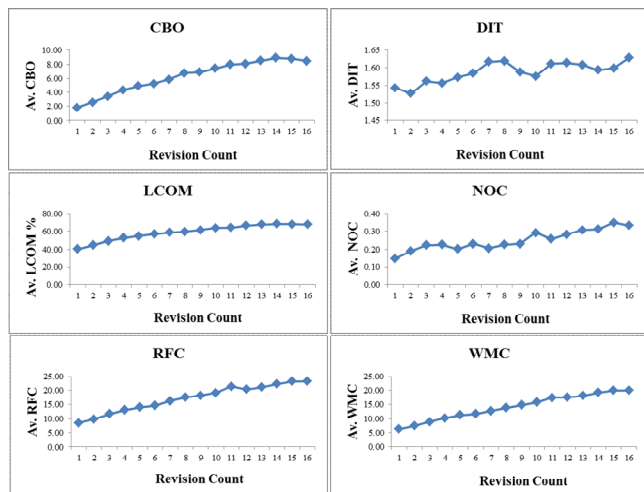 CBO
Av. CBO
10.00
8.00
6.00
4.00
2.00
0.00
1 2 3 4 5 6 7 8 9 10 11 12 13 14 15 16
Revision Count
DIT
Av. DIT
1.65
1.60
1.55
1.50
1.45
1 2 3 4 5 6 7 8 9 10 11 12 13 14 15 16
Revision Count
LCOM
Av. LCOM %
80.00
60.00
40.00
20.00
0.00
1 2 3 4 5 6 7 8 9 10 11 12 13 14 15 16
Revision Count
NOC
Av. NOC
0.40
0.30
0.20
0.10
0.00
1 2 3 4 5 6 7 8 9 10 11 12 13 14 15 16
Revision Count
RFC
Av. RFC
25.00
20.00
15.00
10.00
5.00
0.00
1 2 3 4 5 6 7 8 9 10 11 12 13 14 15 16
Revision Count
WMC
Av. WMC
25.00
20.00
15.00
10.00
5.00
0.00
1 2 3 4 5 6 7 8 9 10 11 12 13 14 15 16
Revision Count